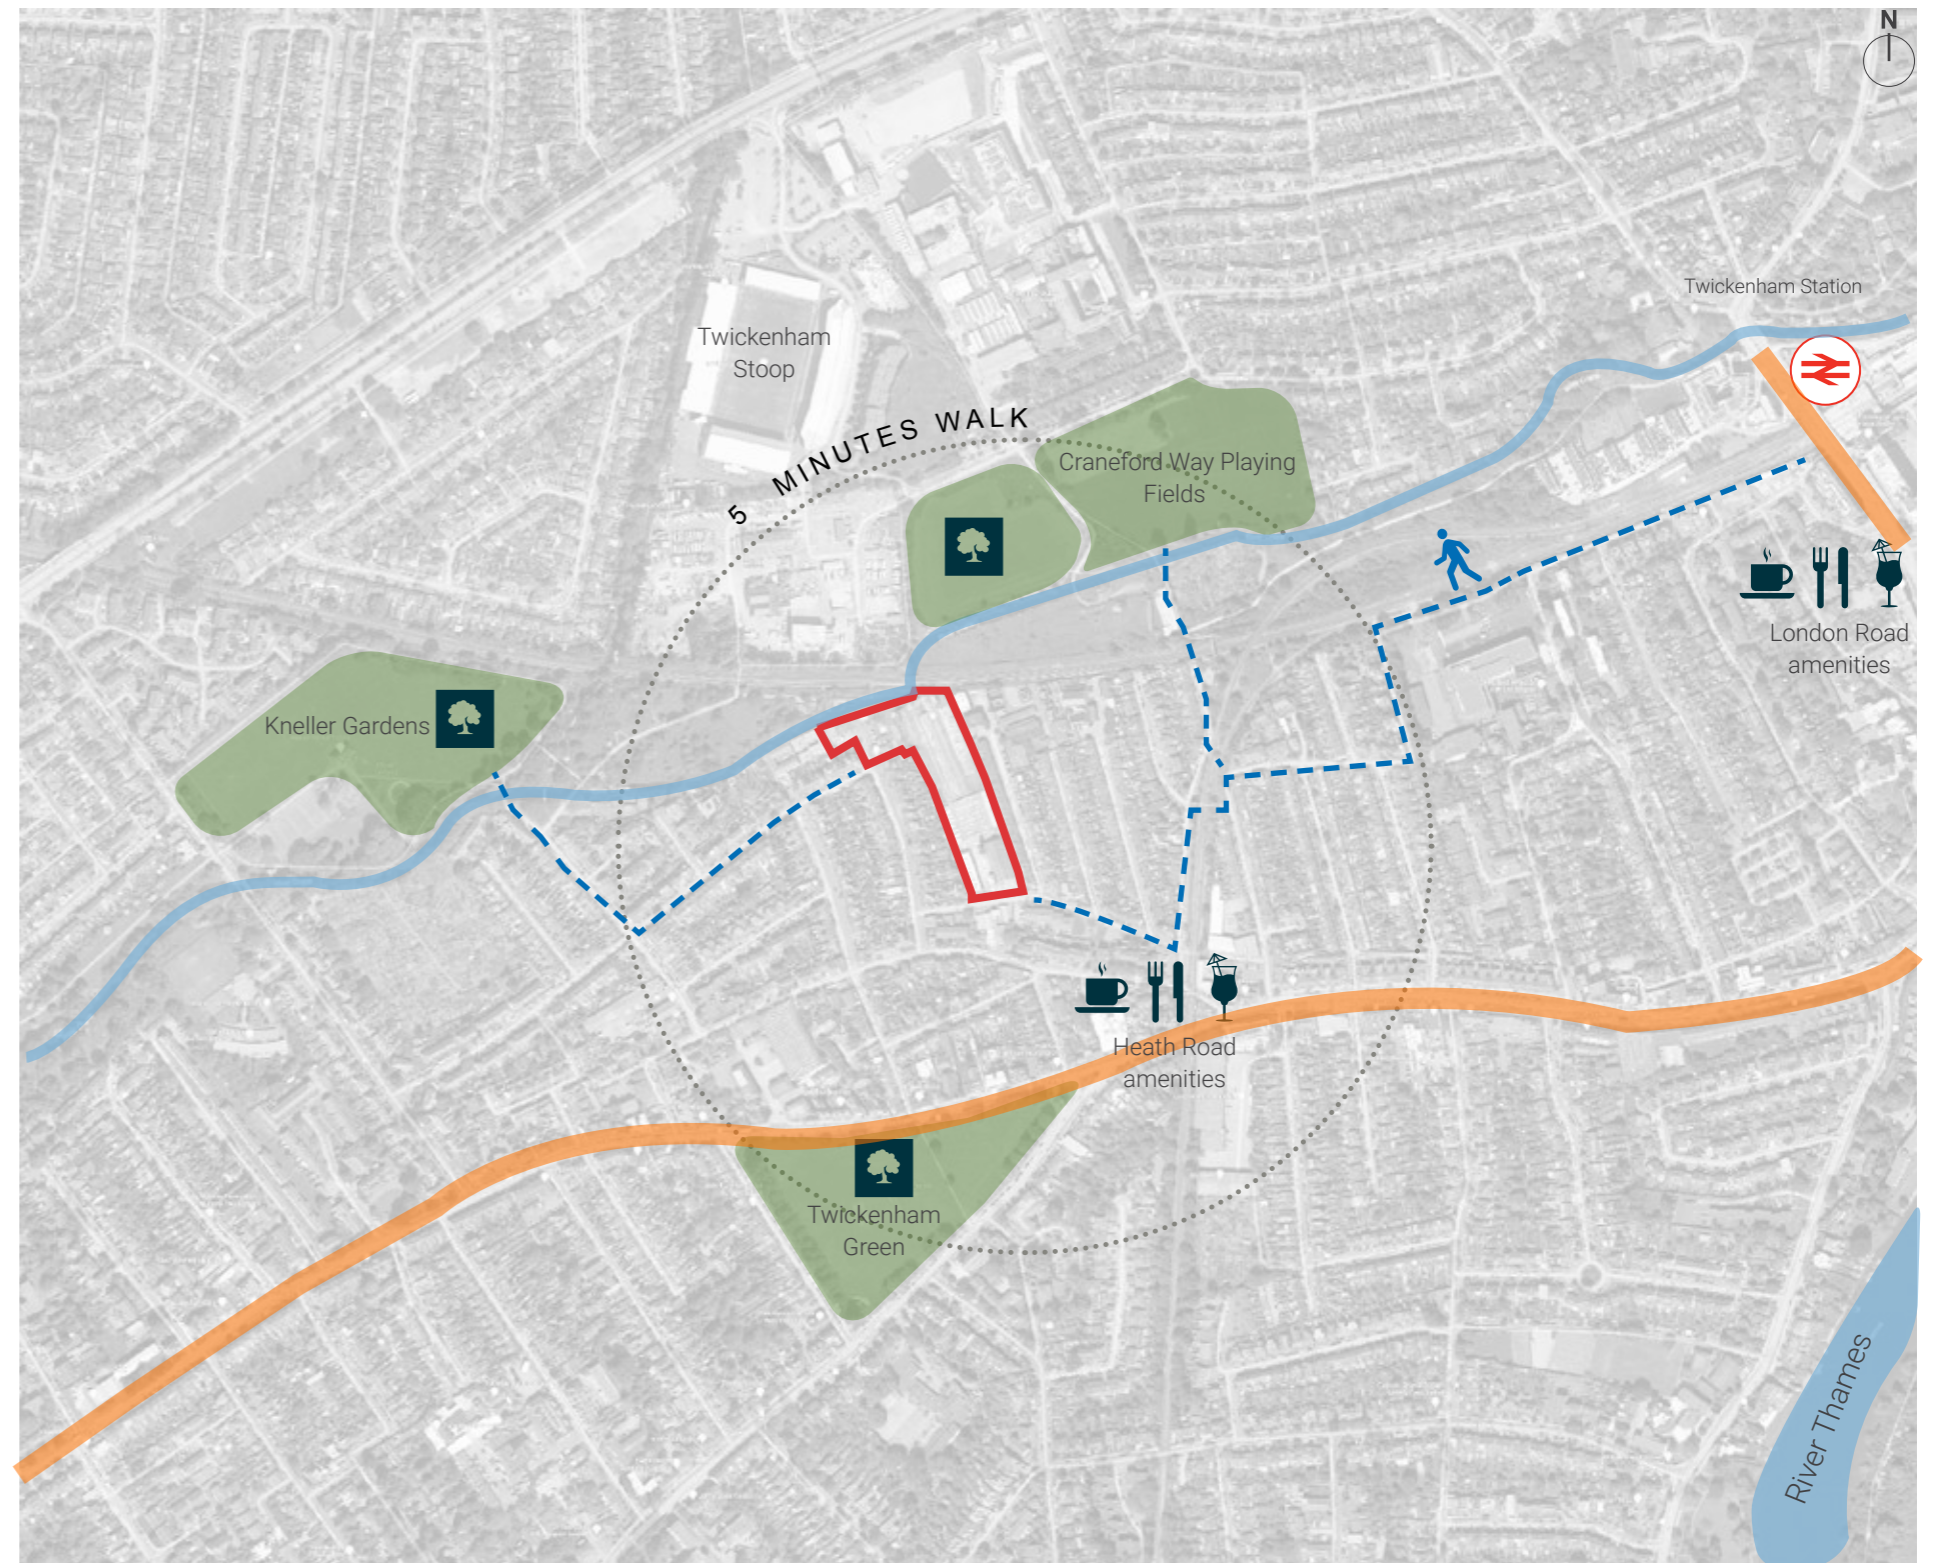 N
Twickenham Station
Twickenham
Stoop
5 MINUTES WALK
Craneford Way Playing
Fields
London Road
amenities
Kneller Gardens
Heath Road
amenities
Twickenham
Green
River Thames